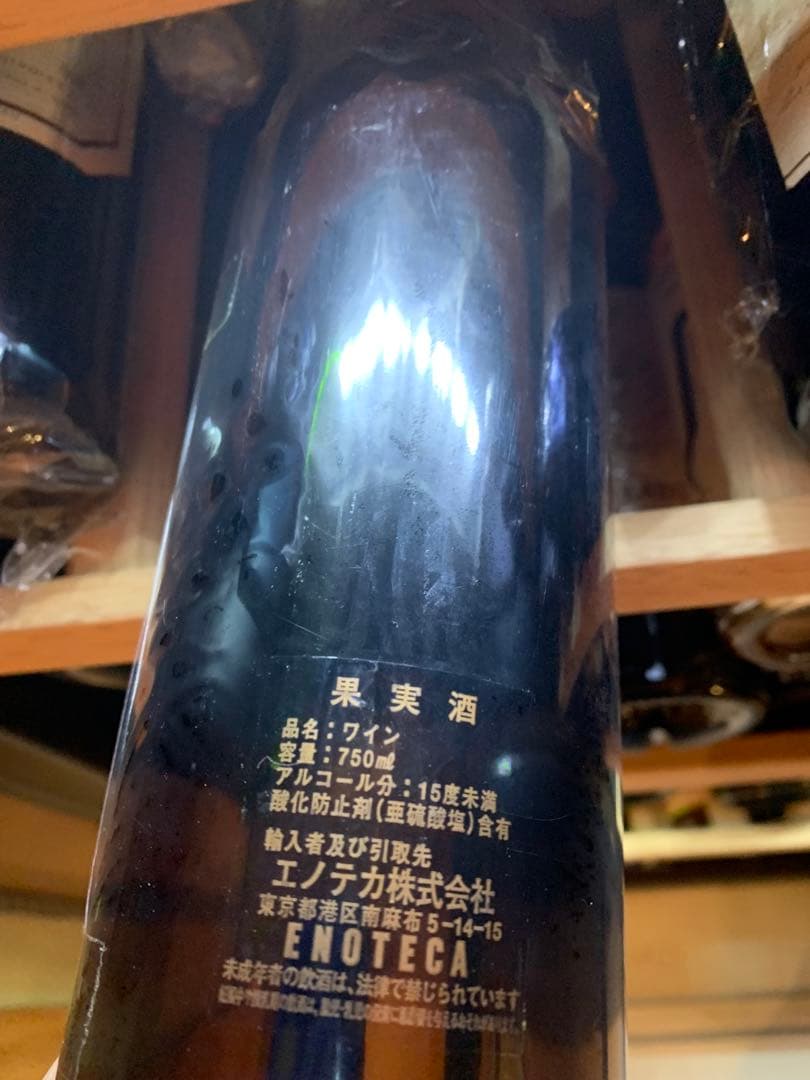 果実酒
品名：ワイン
容量：750㎖
アルコール分：15度未満
酸化防止剤(亜硫酸塩)含有
輸入者及び引取先
エノテカ株式会社
東京都港区南麻布5-14-15
ENOTECA
未成年者の飲酒は、法律で禁じられています